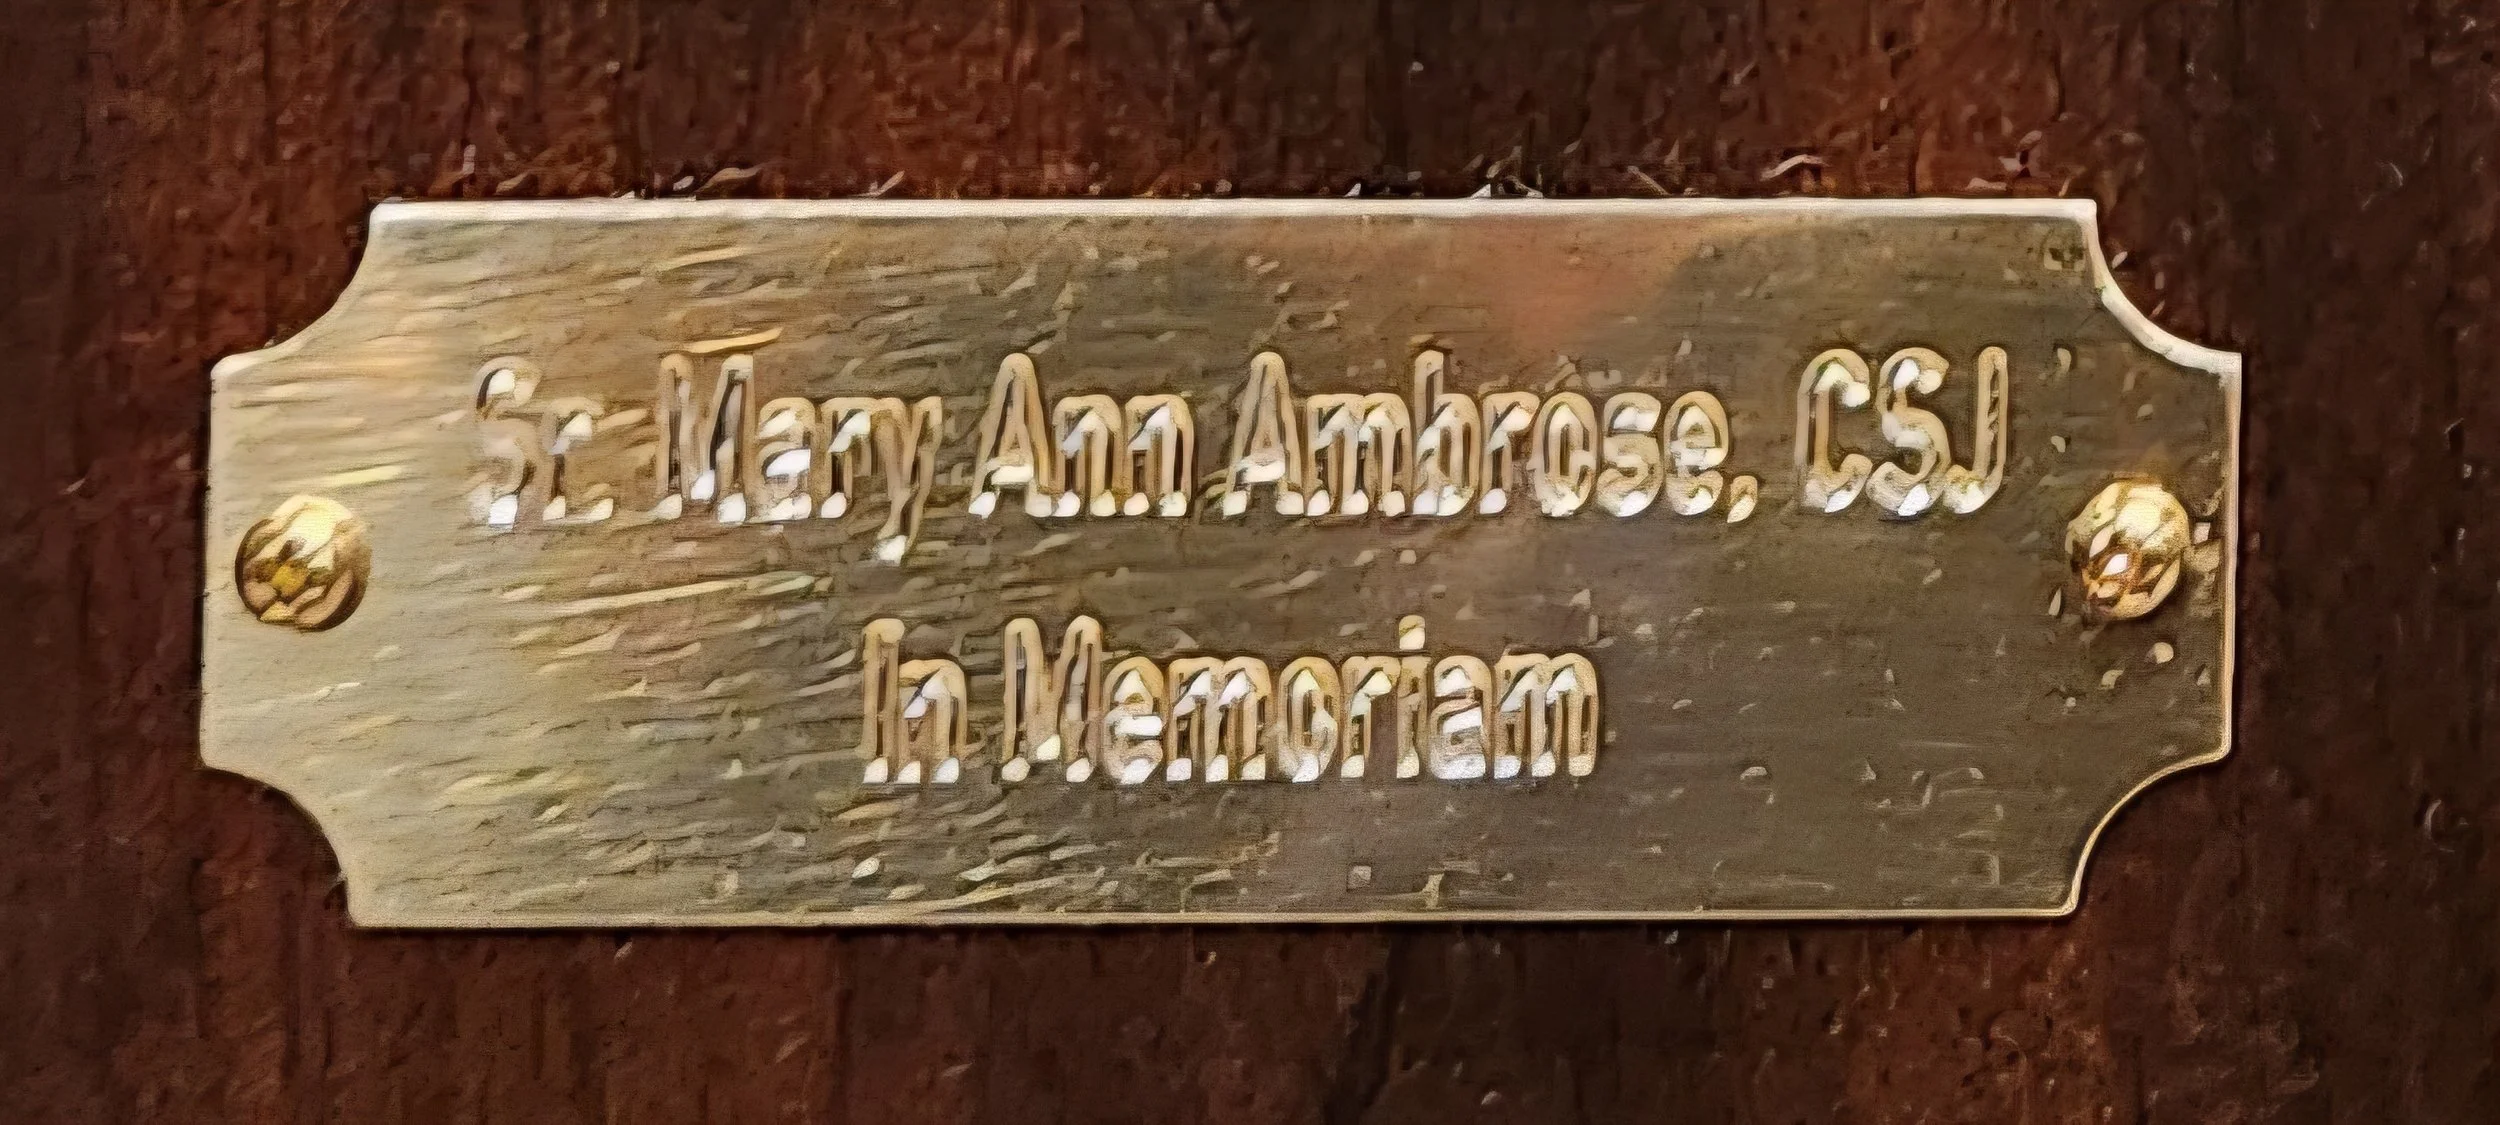 Sr. Mary Ann Ambrose, CSJ
In Memoriam